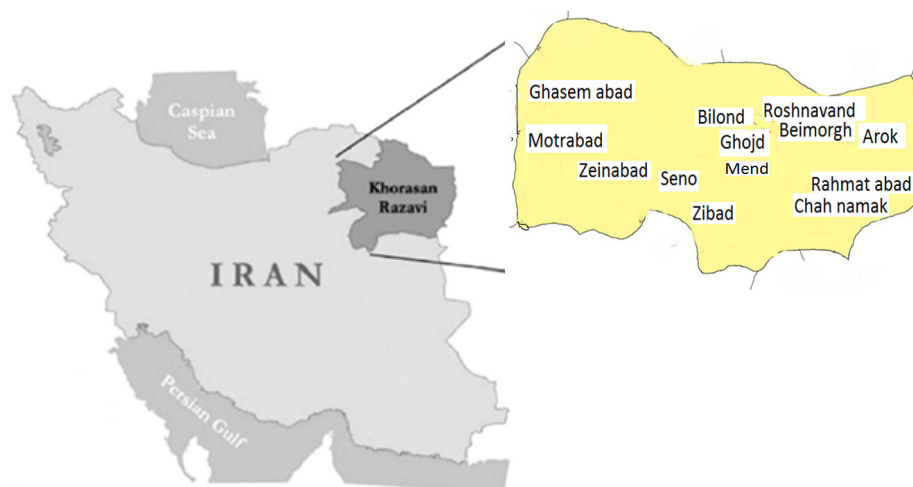 Caspian
Sea
Khorasan
Razavi
IRAN
Persian Gulf
Ghasem abad
Motrabad
Zeinabad
Seno
Zibad
Bilond
Ghojd
Mend
Roshnavand
Beimorgh
Arok
Rahmat abad
Chah namak